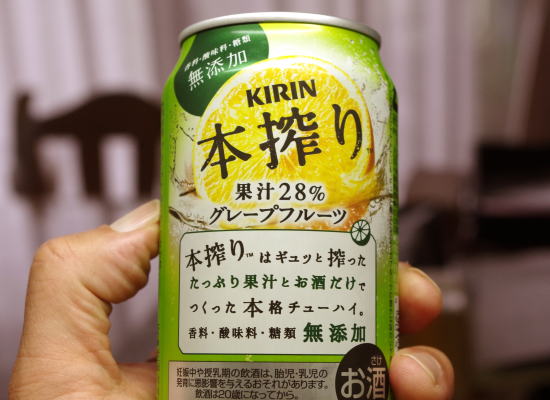 香料・酸味料・糖類
無添加
KIRIN
本搾り
果汁28%
グレープフルーツ
本搾り™はギュッと搾った
たっぷり果汁とお酒だけで
つくった本格チューハイ。
香料・酸味料・糖類 無添加
妊娠中や授乳期の飲酒は、胎児・乳児の
発育に悪影響を与えるおそれがあります。
飲酒は20歳になってから。
さけ
お酒